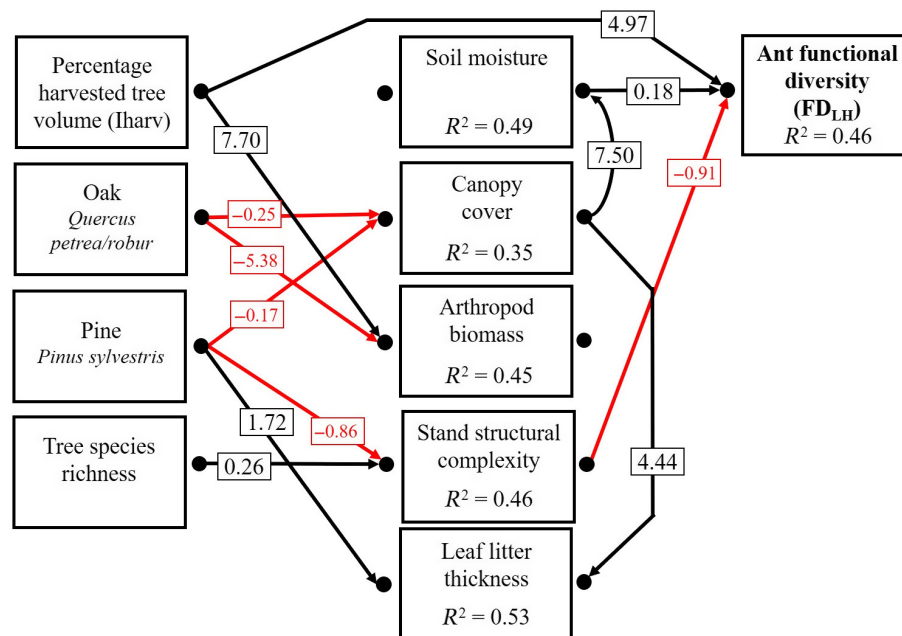 Percentage
harvested tree
volume (Iharv)
Oak
Quercus
petrea/robur
Pine
Pinus sylvestris
Tree species
richness
Soil moisture
R² = 0.49
Canopy
cover
R² = 0.35
Arthropod
biomass
R² = 0.45
Stand structural
complexity
R² = 0.46
Leaf litter
thickness
R² = 0.53
Ant functional
diversity
(FD_LH)
R² = 0.46
4.97
7.70
0.18
7.50
−0.91
−0.25
−5.38
−0.17
1.72
−0.86
0.26
4.44